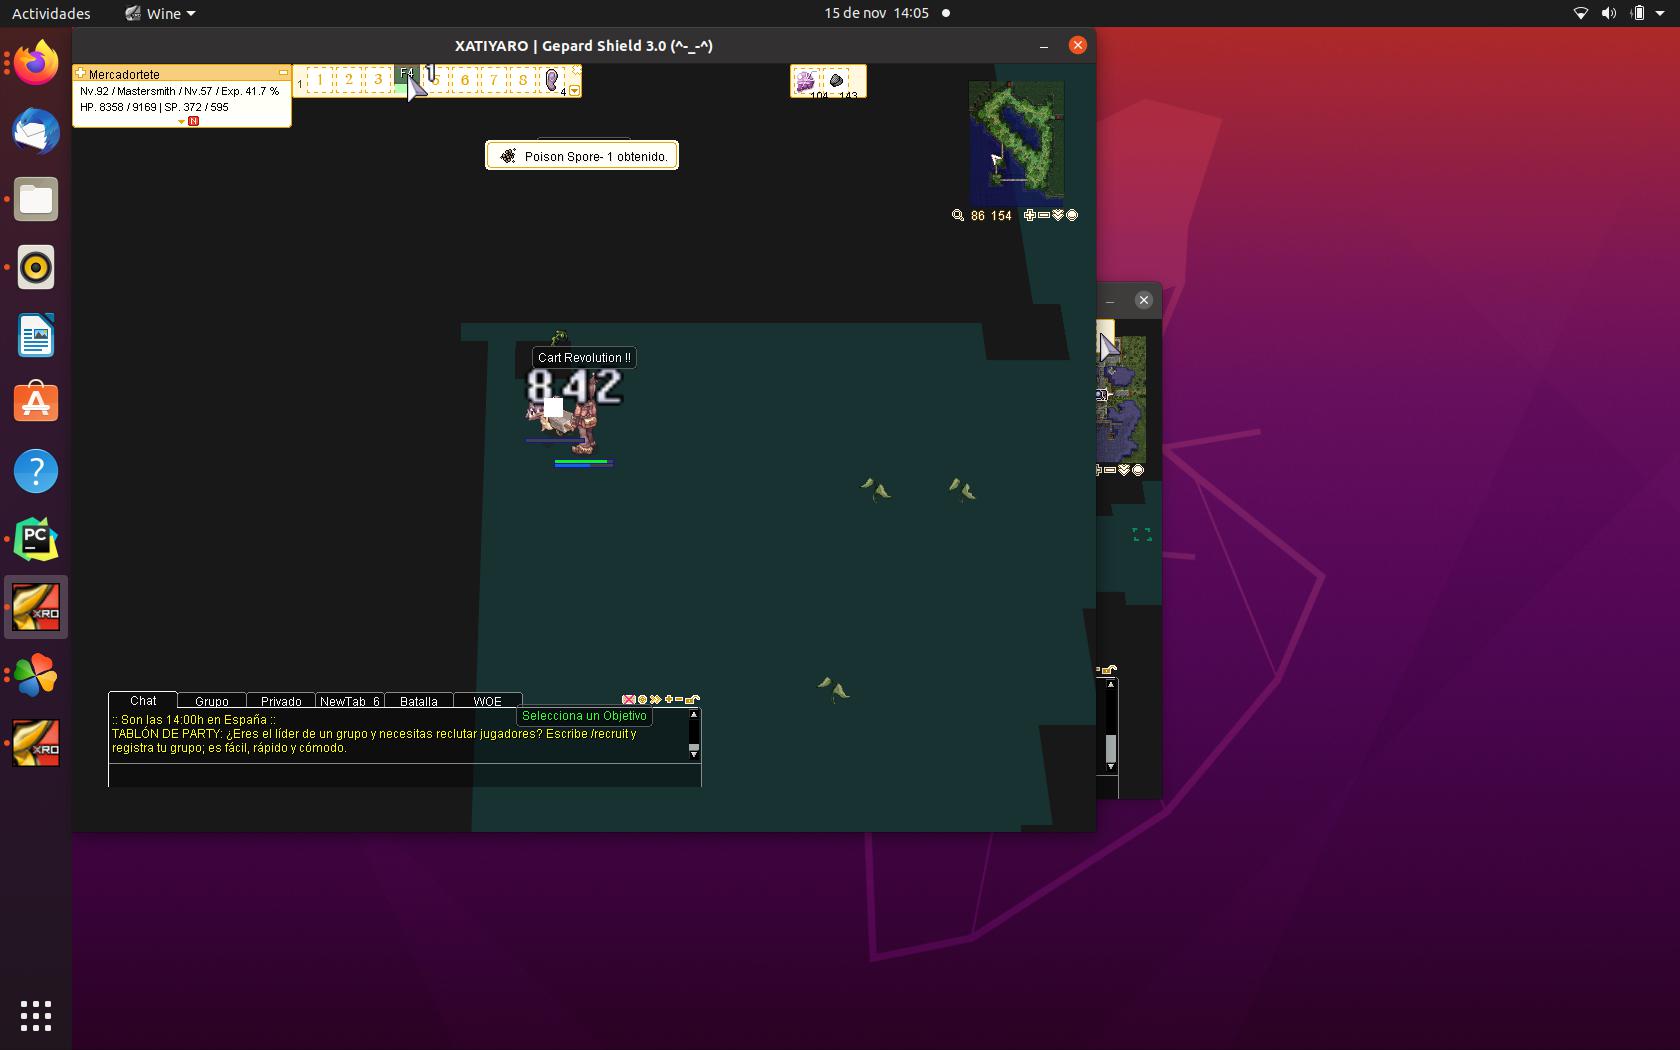 Actividades
Wine
15 de nov 14:05
XATIYARO | Gepard Shield 3.0 (^-_-^)
Mercadortete
Nv.92 / Mastersmith / Nv.57 / Exp. 41.7 %
HP. 8358 / 9169 | SP. 372 / 595
N
1 1 2 3 F4 5 6 7 8 4
1
104 143
Poison Spore- 1 obtenido.
86 154
Cart Revolution !!
842
PC
XRO
XRO
Chat Grupo Privado NewTab_6 Batalla WOE
Selecciona un Objetivo
:: Son las 14:00h en España ::
TABLÓN DE PARTY: ¿Eres el líder de un grupo y necesitas reclutar jugadores? Escribe /recruit y
registra tu grupo; es fácil, rápido y cómodo.